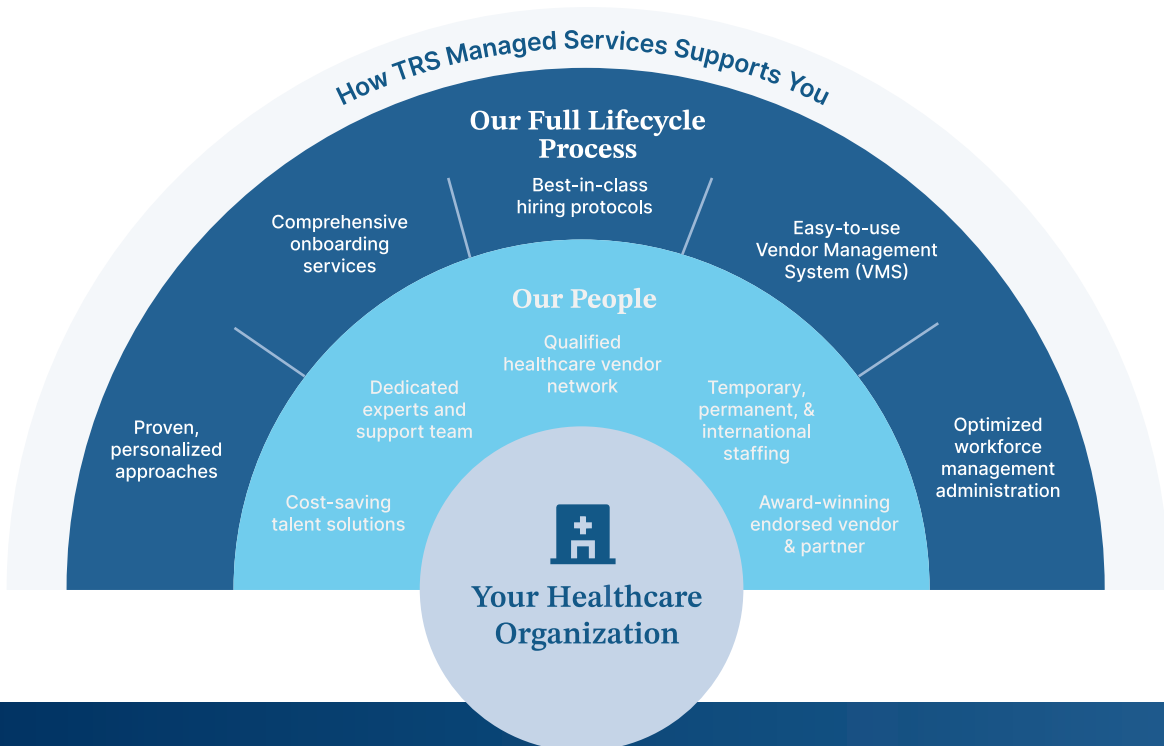 How TRS Managed Services Supports You
Our Full Lifecycle
Process
Best-in-class
hiring protocols
Comprehensive
onboarding
services
Easy-to-use
Vendor Management
System (VMS)
Proven,
personalized
approaches
Optimized
workforce
management
administration
Our People
Qualified
healthcare vendor
network
Dedicated
experts and
support team
Temporary,
permanent, &
international
staffing
Cost-saving
talent solutions
Award-winning
endorsed vendor
& partner
Your Healthcare
Organization